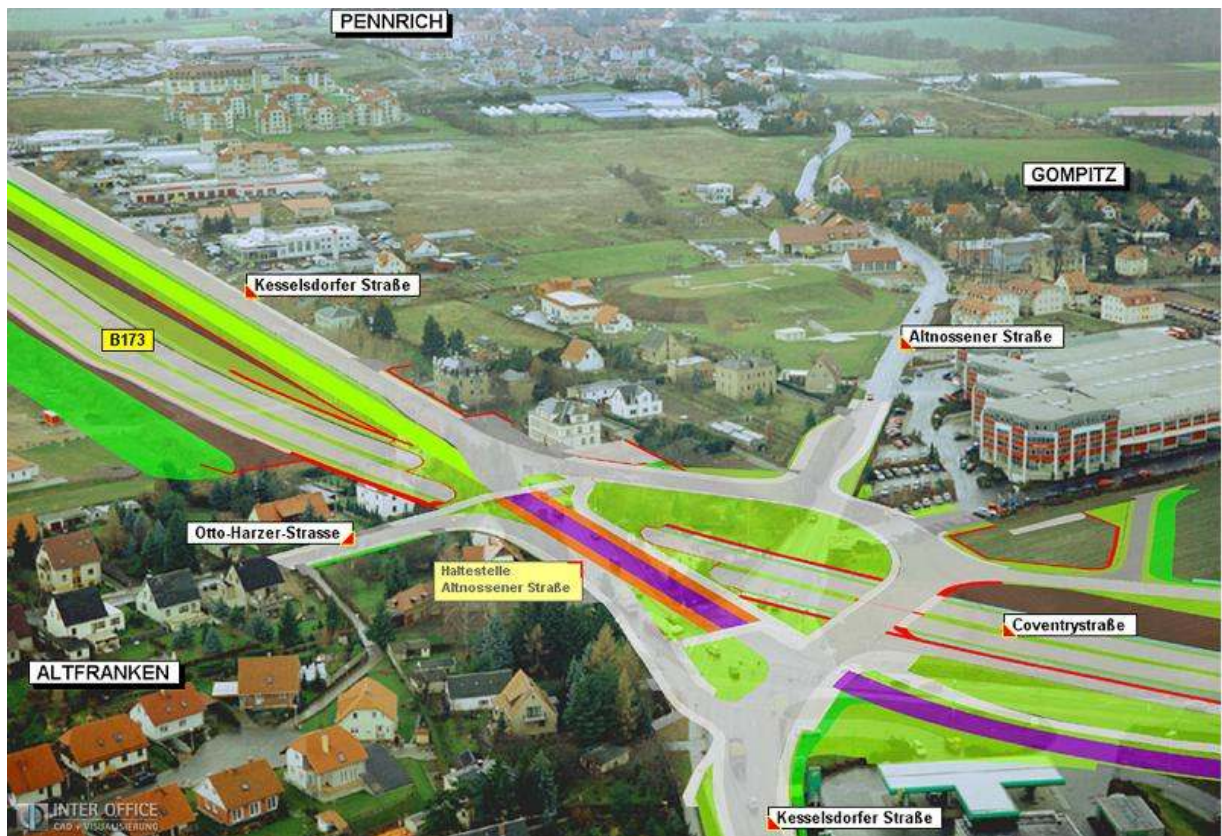 PENNRICH
GOMPITZ
Kesselsdorfer Straße
B173
Altnossener Straße
Otto-Harzer-Strasse
Haltestelle
Altnossener Straße
Coventrystraße
ALTFRANKEN
INTER OFFICE
CAD + VISUALISIERUNG
Kesselsdorfer Straße